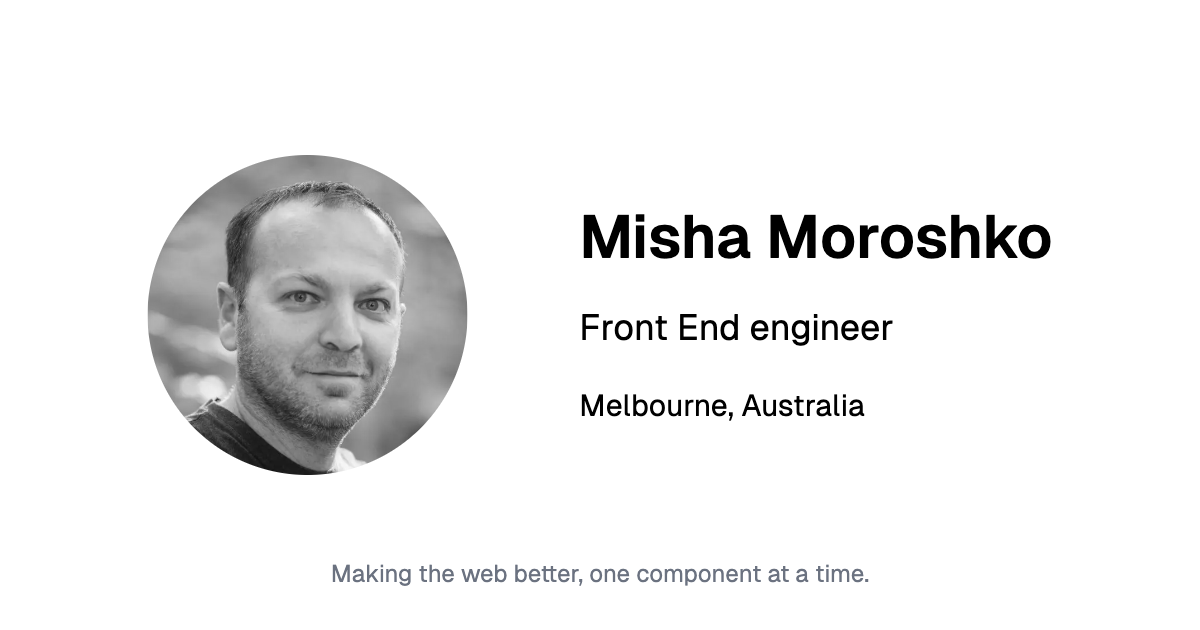 Misha Moroshko
Front End engineer
Melbourne, Australia
Making the web better, one component at a time.